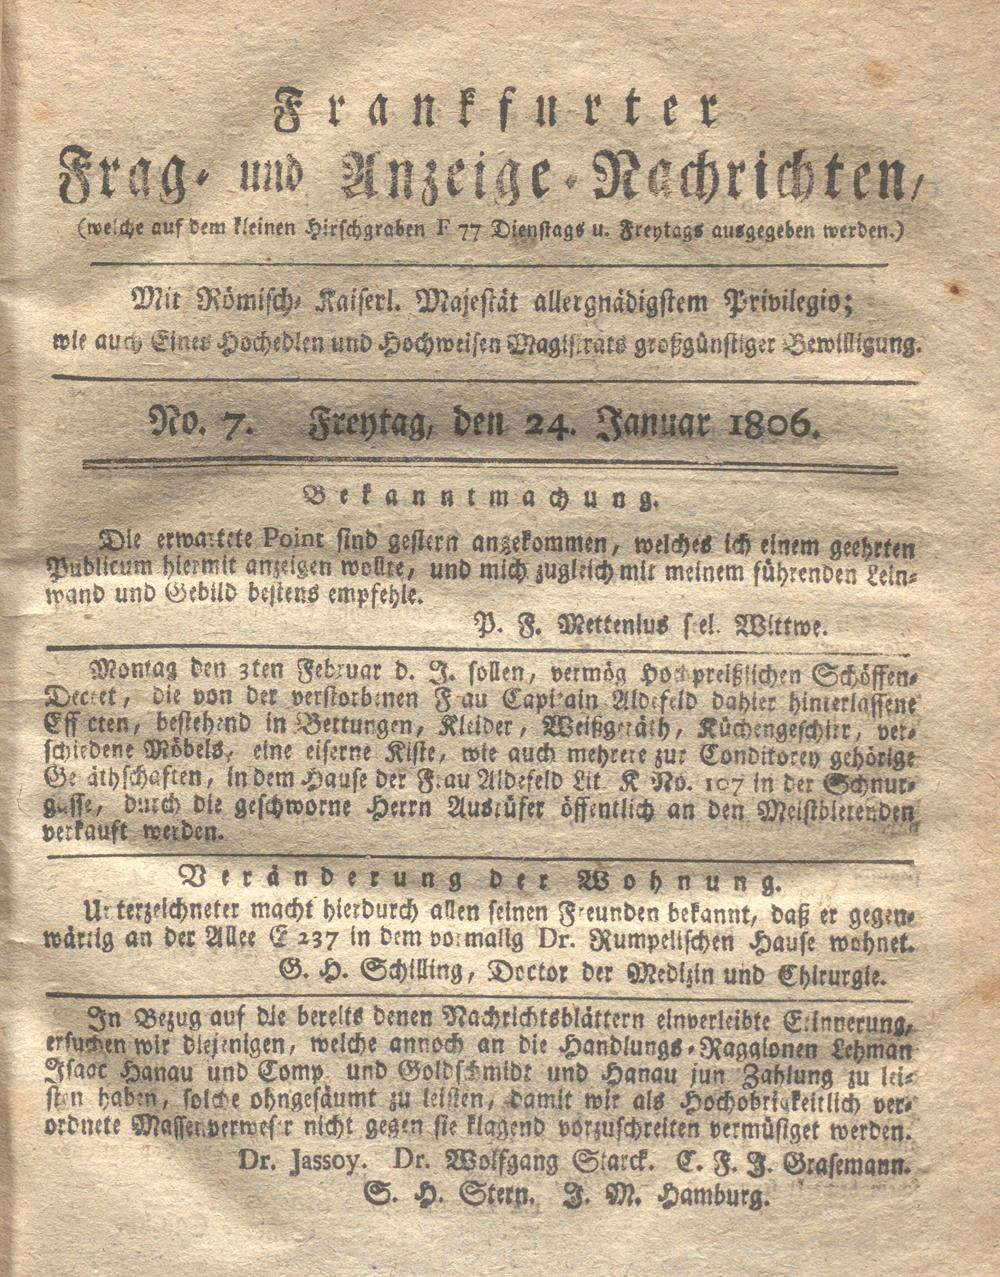 Frankfurter
Frag- und Anzeige-Nachrichten,
(welche auf dem kleinen Hirschgraben F 77 Dienstags u. Freytags ausgegeben werden.)
Mit Römisch-Kaiserl. Majestät allergnädigstem Privilegio;
wie auch Eines Hochedlen und Hochweisen Magistrats großgünstiger Bewilligung.
No. 7. Freytag, den 24. Januar 1806.
Bekanntmachung.
Die erwartete Point sind gestern angekommen, welches ich einem geehrten
Publicum hiermit anzeigen wollte, und mich zugleich mit meinem führenden Lein-
wand und Gebild bestens empfehle.
P. F. Mettenius sel. Wittwe.
Montag den 3ten Februar d. J. sollen, vermög hochpreißlichen Schöffen-
Decret, die von der verstorbenen Frau Capitain Aldefeld dahier hinterlassene
Effecten, bestehend in Bettungen, Kleider, Weißgeräth, Küchengeschirr, ver-
schiedene Möbels, eine eiserne Kiste, wie auch mehrere zur Conditorey gehörige
Geräthschaften, in dem Hause der Frau Aldefeld Lit. K No. 107 in der Schnur-
gasse, durch die geschworne Herrn Ausrüfer öffentlich an den Meistbietenden
verkauft werden.
Veränderung der Wohnung.
Unterzeichneter macht hierdurch allen seinen Freunden bekannt, daß er gegen-
wärtig an der Allee E 237 in dem vormalig Dr. Rumpelischen Hause wohnet.
G. H. Schilling, Doctor der Medizin und Chirurgie.
In Bezug auf die bereits denen Nachrichtsblättern einverleibte Erinnerung,
ersuchen wir diejenigen, welche annoch an die Handlungs-Raggionen Lehman
Isaac Hanau und Comp. und Goldschmidt und Hanau jun Zahlung zu lei-
sten haben, solche ohngesäumt zu leisten, damit wir als Hochobrigkeitlich ver-
ordnete Massenverweser nicht gegen sie klagend vorzuschreiten vermüsiget werden.
Dr. Jassoy. Dr. Wolfgang Starck. C. F. J. Grasemann.
S. H. Stern. J. M. Hamburg.